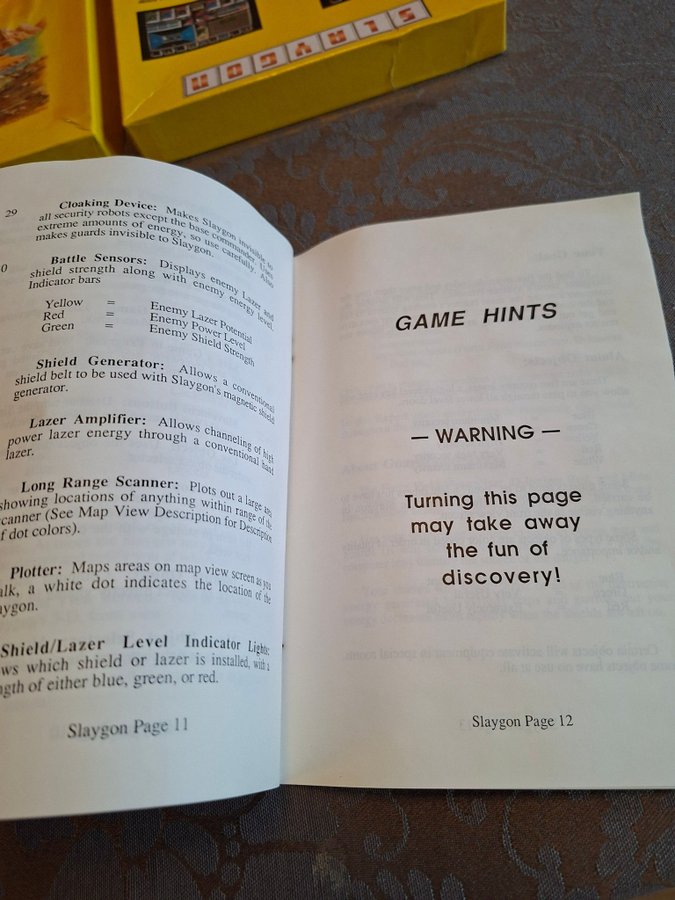 SLAYGON
29 Cloaking Device: Makes Slaygon invisible to
all security robots except the base commander. Uses
extreme amounts of energy, so use carefully. Also
makes guards invisible to Slaygon.
0 Battle Sensors: Displays enemy Lazer and
shield strength along with enemy energy level.
Indicator bars
Yellow = Enemy Lazer Potential
Red = Enemy Power Level
Green = Enemy Shield Strength
Shield Generator: Allows a conventional
shield belt to be used with Slaygon's magnetic shield
generator.
Lazer Amplifier: Allows channeling of high
power lazer energy through a conventional hand
lazer.
Long Range Scanner: Plots out a large area
showing locations of anything within range of the
canner (See Map View Description for Description
f dot colors).
Plotter: Maps areas on map view screen as you
alk, a white dot indicates the location of the
aygon.
Shield/Lazer Level Indicator Lights:
ws which shield or lazer is installed, with a
ngth of either blue, green, or red.
Slaygon Page 11
GAME HINTS
— WARNING —
Turning this page
may take away
the fun of
discovery!
Slaygon Page 12